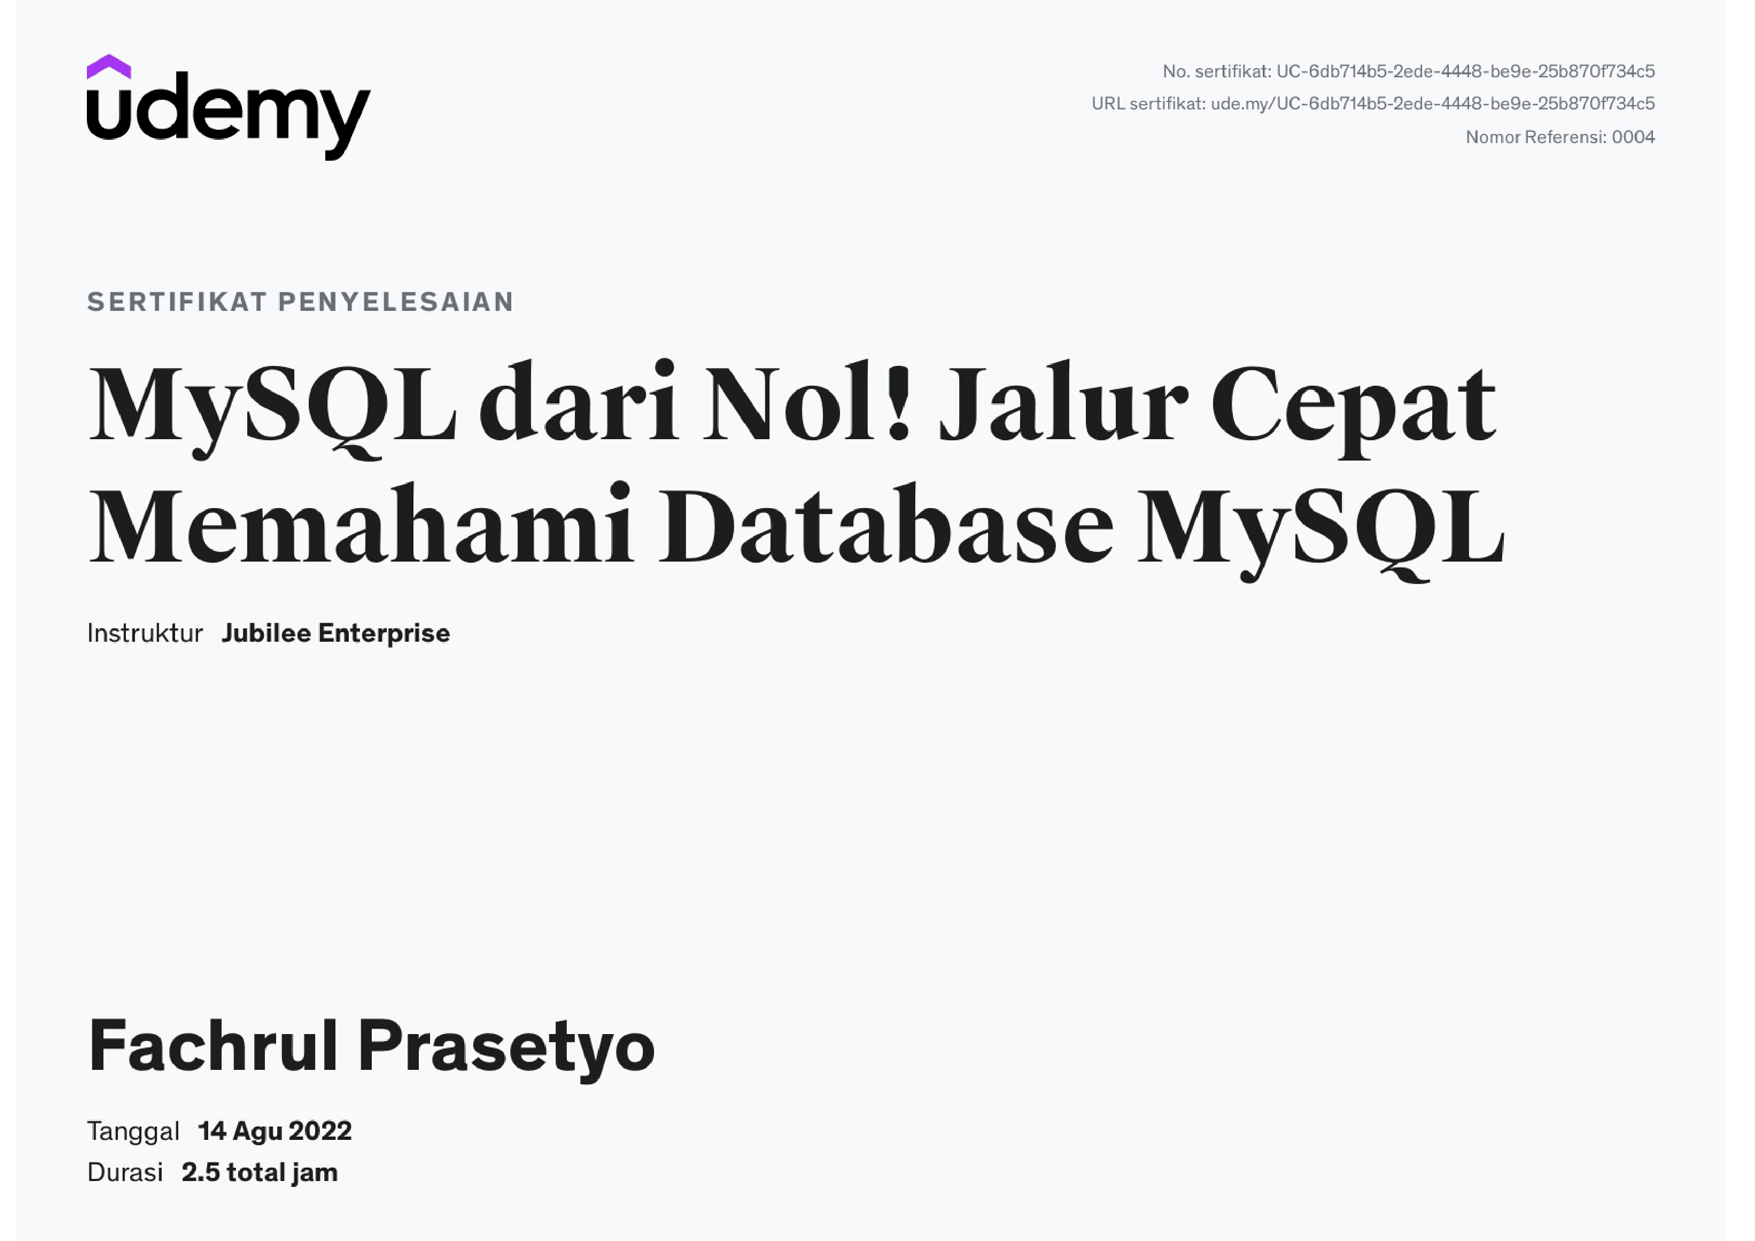 udemy
No. sertifikat: UC-6db714b5-2ede-4448-be9e-25b870f734c5
URL sertifikat: ude.my/UC-6db714b5-2ede-4448-be9e-25b870f734c5
Nomor Referensi: 0004
SERTIFIKAT PENYELESAIAN
MySQL dari Nol! Jalur Cepat
Memahami Database MySQL
Instruktur Jubilee Enterprise
Fachrul Prasetyo
Tanggal 14 Agu 2022
Durasi 2.5 total jam